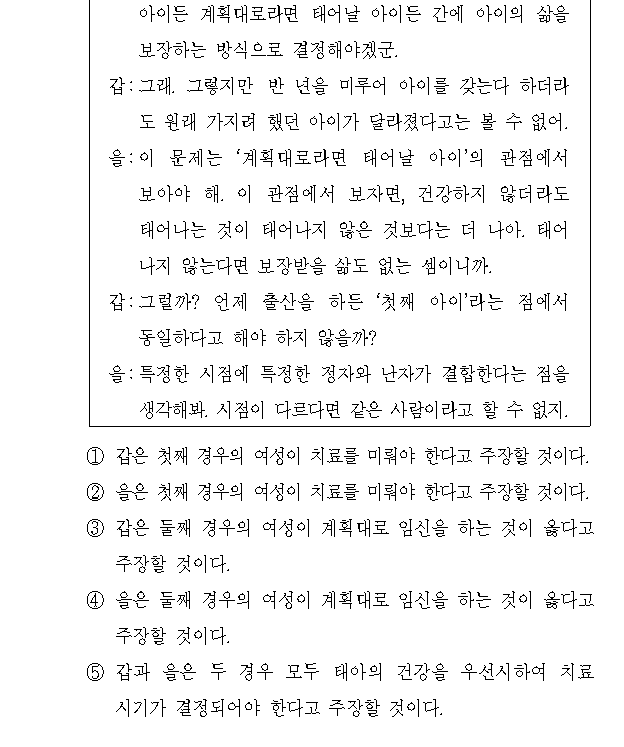 아이든 계획대로라면 태어날 아이든 간에 아이의 삶을
보장하는 방식으로 결정해야겠군.
갑: 그래. 그렇지만 반 년을 미루어 아이를 갖는다 하더라
도 원래 가지려 했던 아이가 달라졌다고는 볼 수 없어.
을: 이 문제는 ‘계획대로라면 태어날 아이’의 관점에서
보아야 해. 이 관점에서 보자면, 건강하지 않더라도
태어나는 것이 태어나지 않은 것보다는 더 나아. 태어
나지 않는다면 보장받을 삶도 없는 셈이니까.
갑: 그럴까? 언제 출산을 하든 ‘첫째 아이’라는 점에서
동일하다고 해야 하지 않을까?
을: 특정한 시점에 특정한 정자와 난자가 결합한다는 점을
생각해봐. 시점이 다르다면 같은 사람이라고 할 수 없지.
① 갑은 첫째 경우의 여성이 치료를 미뤄야 한다고 주장할 것이다.
② 을은 첫째 경우의 여성이 치료를 미뤄야 한다고 주장할 것이다.
③ 갑은 둘째 경우의 여성이 계획대로 임신을 하는 것이 옳다고
주장할 것이다.
④ 을은 둘째 경우의 여성이 계획대로 임신을 하는 것이 옳다고
주장할 것이다.
⑤ 갑과 을은 두 경우 모두 태아의 건강을 우선시하여 치료
시기가 결정되어야 한다고 주장할 것이다.